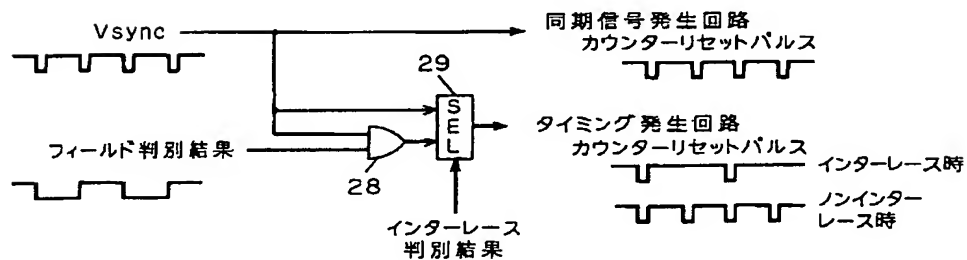 Vsync
同期信号発生回路
カウンターリセットパルス
29
SEL
フィールド判別結果
28
タイミング発生回路
カウンターリセットパルス
インターレース時
ノンインター
レース時
インターレース
判別結果